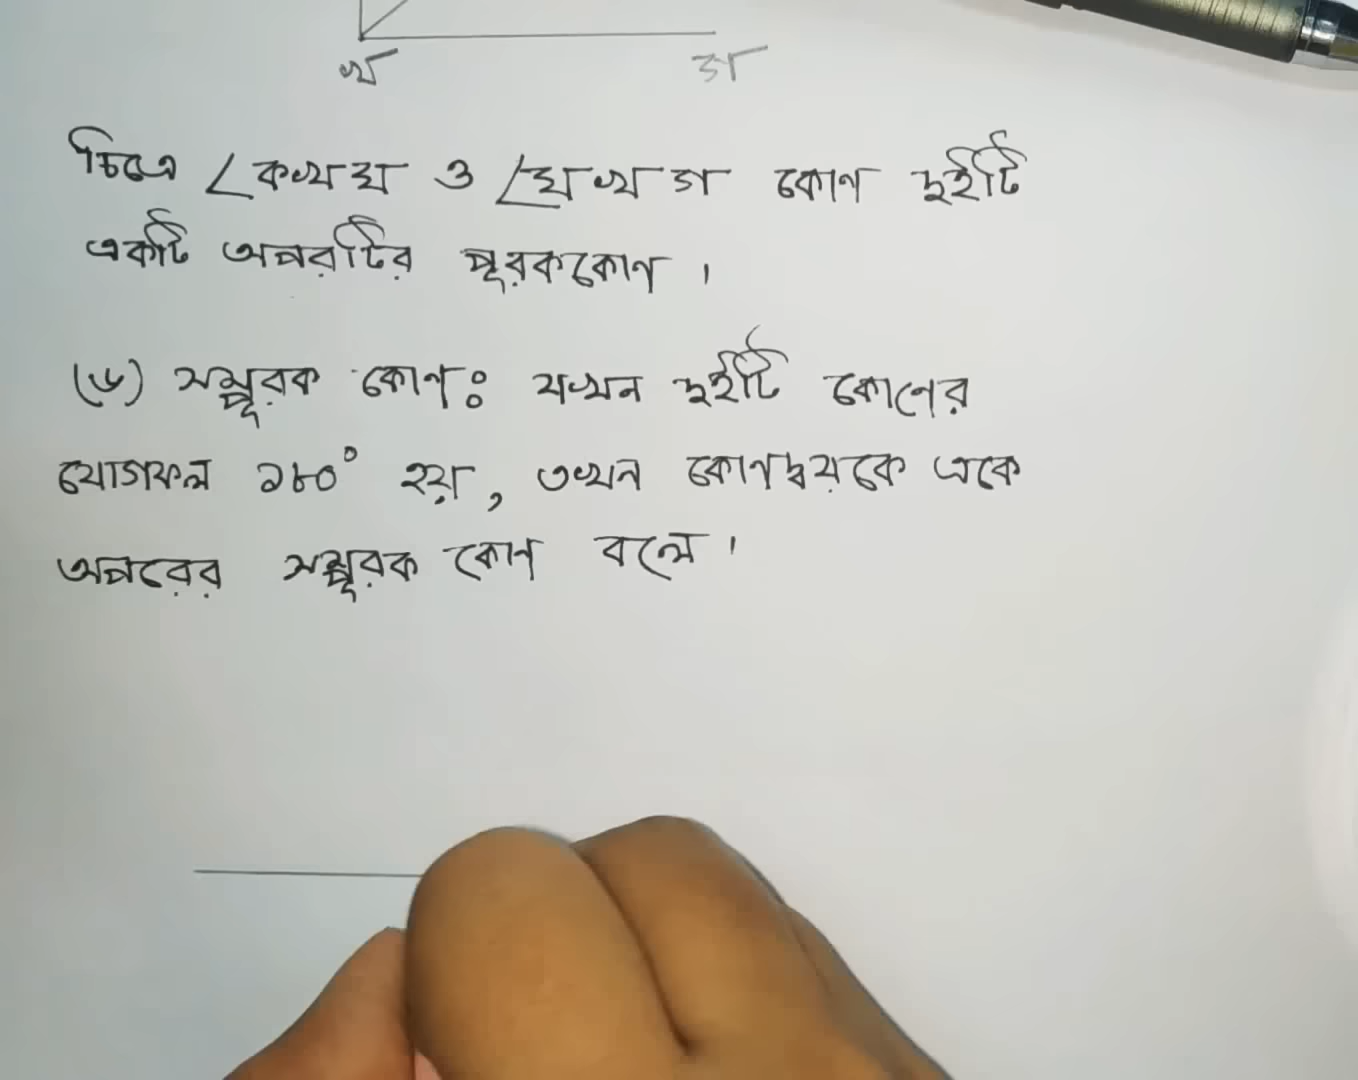 খ গ
চিত্রে ∠কখঘ ও ∠ঘখগ কোণ দুইটি
একটি অপরটির পূরককোণ ।
(৬) সম্পূরক কোণঃ যখন দুইটি কোণের
যোগফল ১৮০° হয়, তখন কোণদ্বয়কে একে
অপরের সম্পূরক কোণ বলে ।